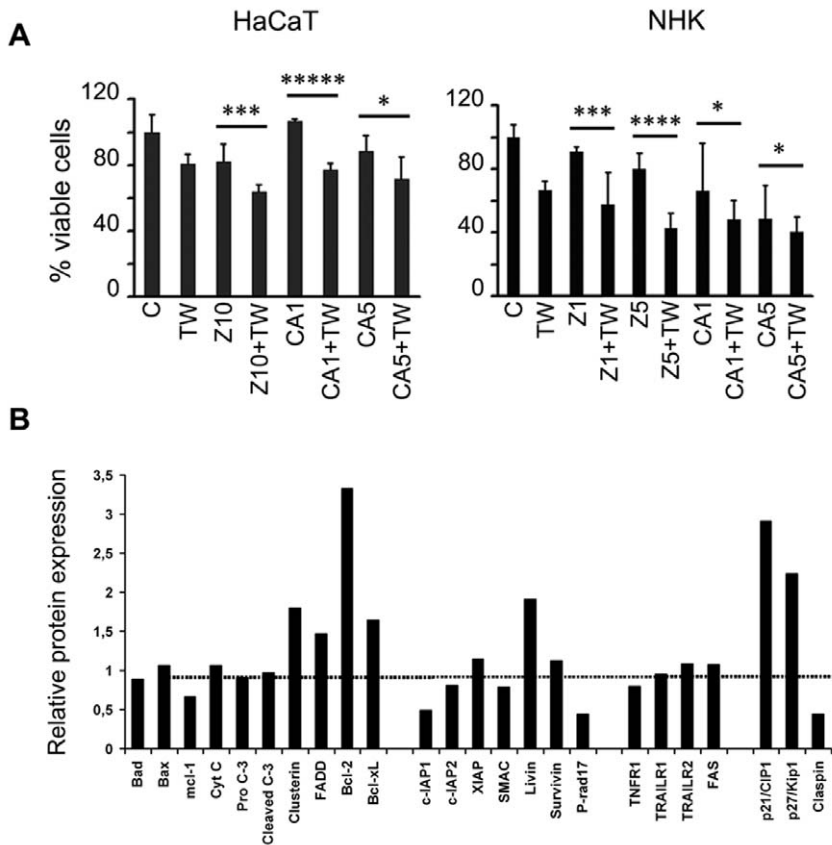 A
HaCaT
NHK
% viable cells
120
80
40
0
***
*****
*
C
TW
Z10
Z10+TW
CA1
CA1+TW
CA5
CA5+TW
120
80
40
0
***
****
*
*
C
TW
Z1
Z1+TW
Z5
Z5+TW
CA1
CA1+TW
CA5
CA5+TW
B
Relative protein expression
3,5
3
2,5
2
1,5
1
0,5
0
Bad
Bax
mcl-1
Cyt C
Pro C-3
Cleaved C-3
Clusterin
FADD
Bcl-2
Bcl-xL
c-IAP1
c-IAP2
XIAP
SMAC
Livin
Survivin
P-rad17
TNFR1
TRAILR1
TRAILR2
FAS
p21/CIP1
p27/Kip1
Claspin